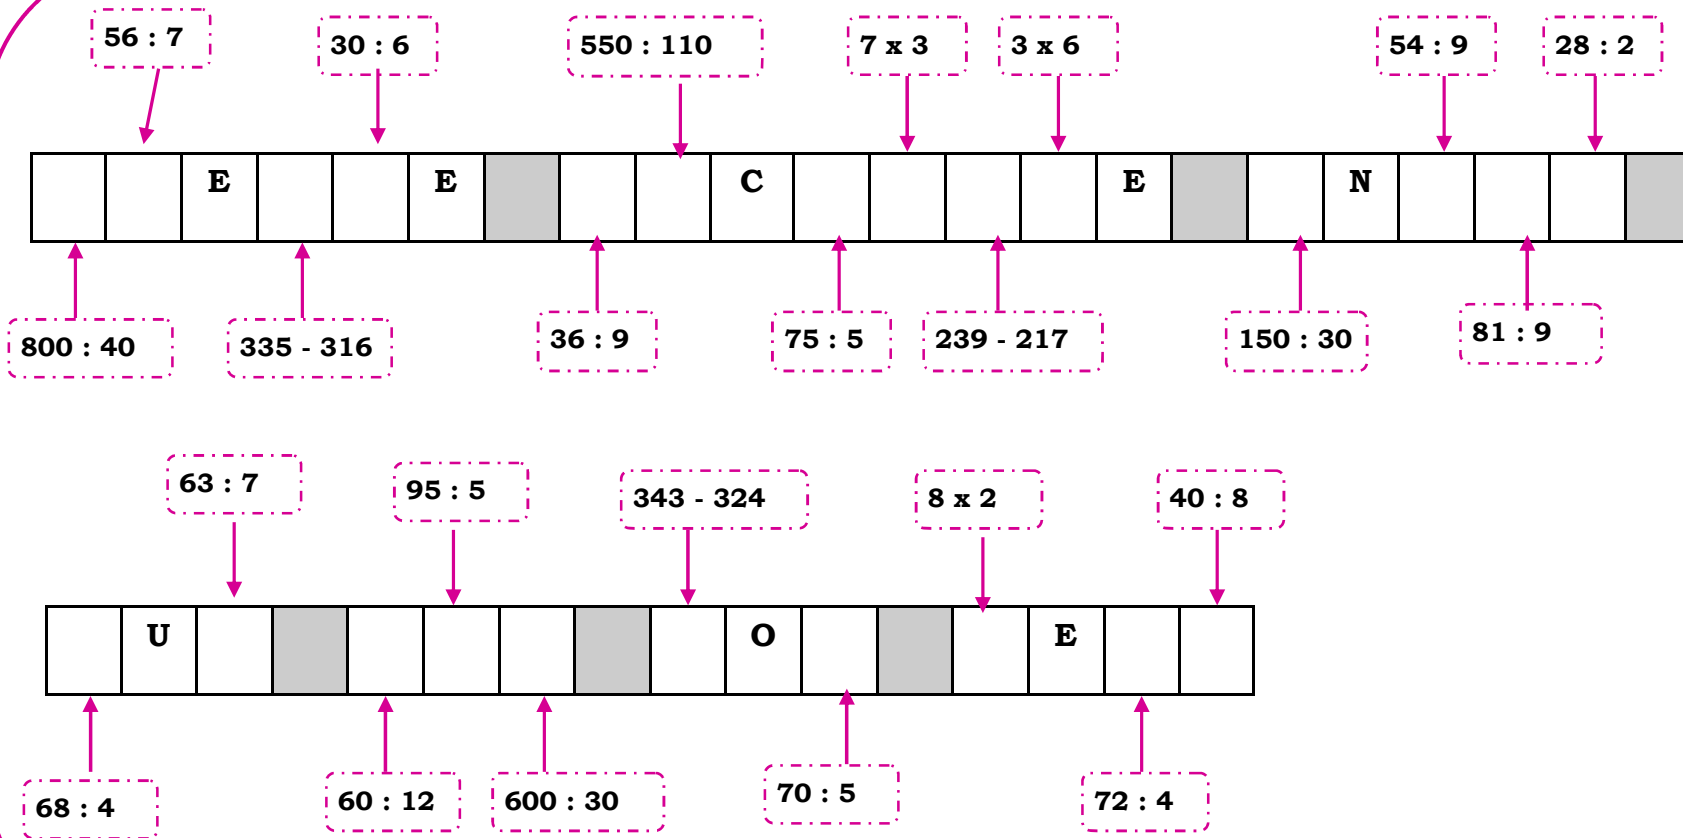 56 : 7 30 : 6 550 : 110 7 x 3 3 x 6 54 : 9 28 : 2
E E C E N
800 : 40 335 - 316 36 : 9 75 : 5 239 - 217 150 : 30 81 : 9
63 : 7 95 : 5 343 - 324 8 x 2 40 : 8
U O E
68 : 4 60 : 12 600 : 30 70 : 5 72 : 4